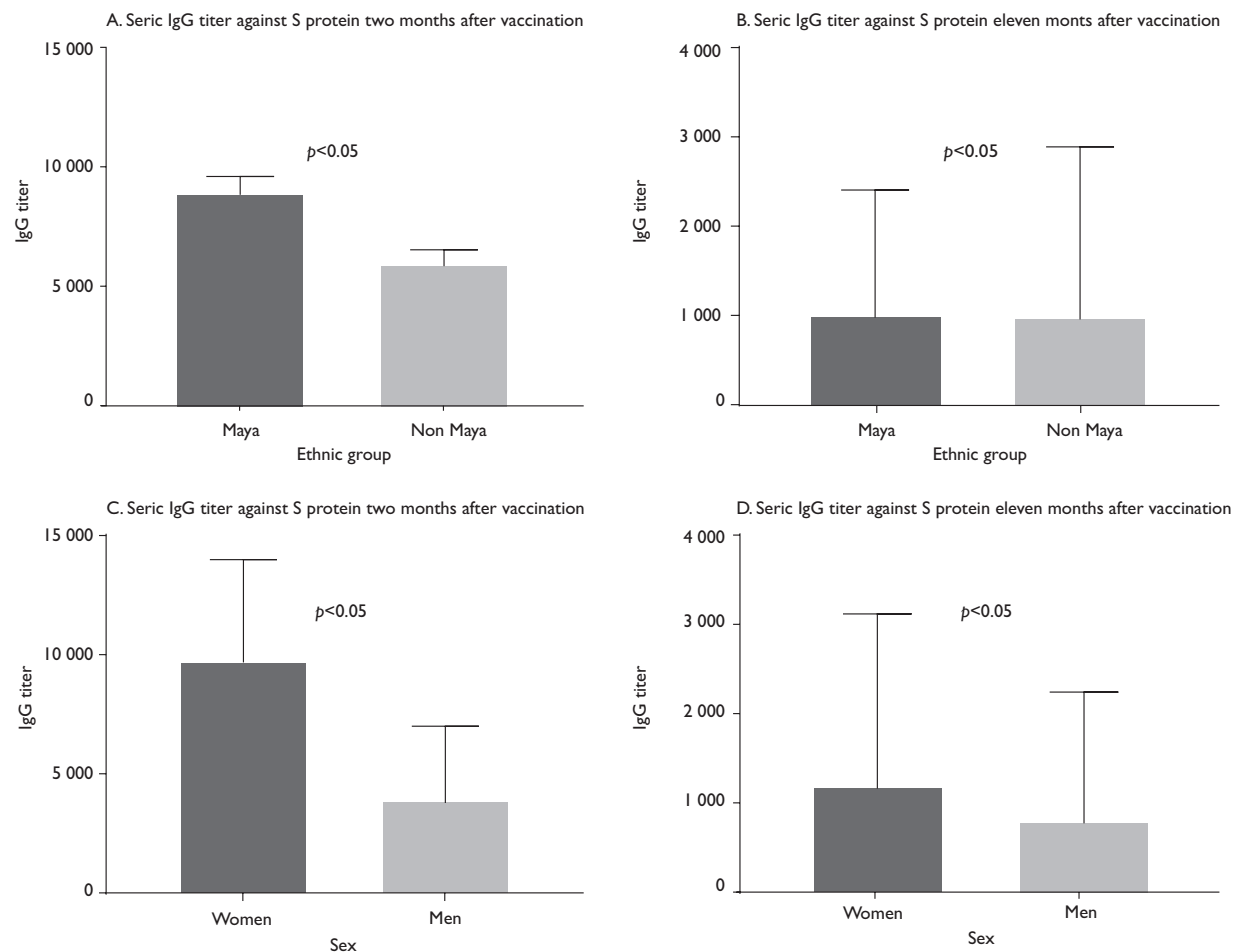 A. Seric IgG titer against S protein two months after vaccination
15 000
10 000
5 000
0
IgG titer
p<0.05
Maya
Non Maya
Ethnic group
B. Seric IgG titer against S protein eleven monts after vaccination
4 000
3 000
2 000
1 000
0
IgG titer
p<0.05
Maya
Non Maya
Ethnic group
C. Seric IgG titer against S protein two months after vaccination
15 000
10 000
5 000
0
IgG titer
p<0.05
Women
Men
Sex
D. Seric IgG titer against S protein eleven months after vaccination
4 000
3 000
2 000
1 000
0
IgG titer
p<0.05
Women
Men
Sex